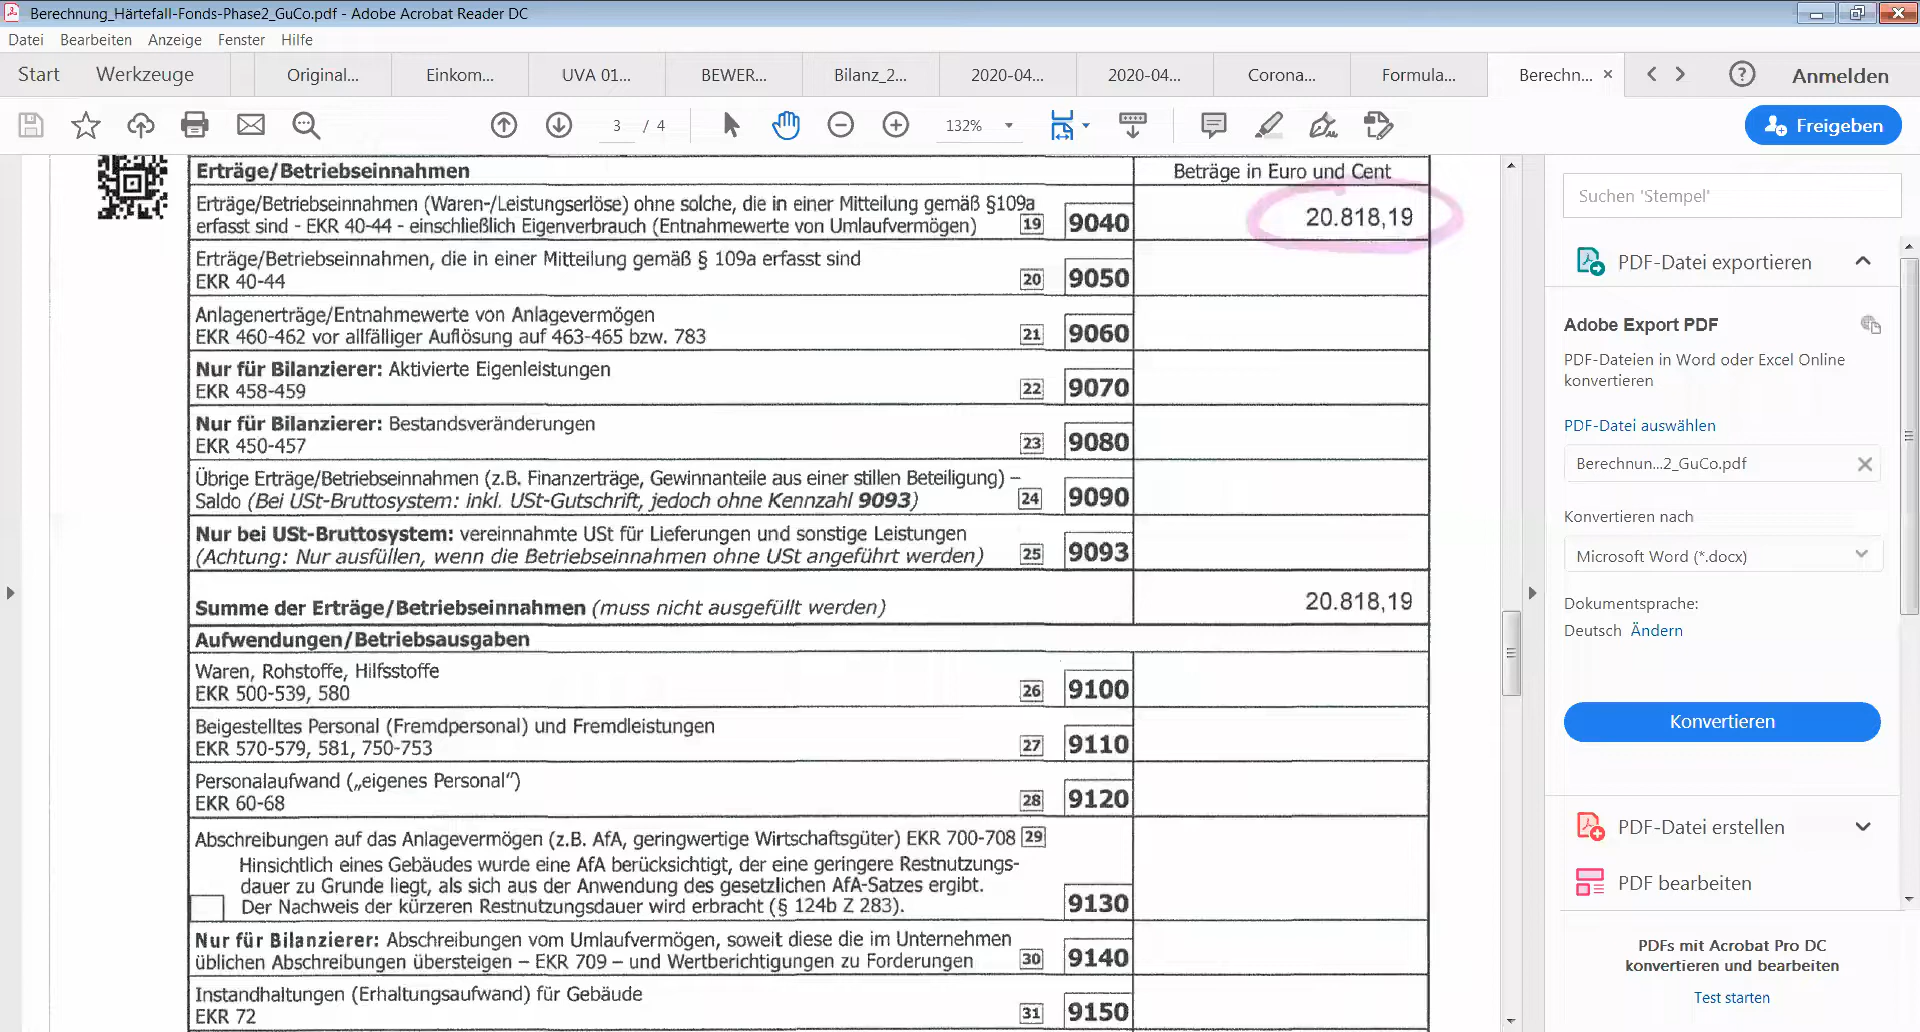 Berechnung_Härtefall-Fonds-Phase2_GuCo.pdf - Adobe Acrobat Reader DC
Datei Bearbeiten Anzeige Fenster Hilfe
Start Werkzeuge Original... Einkom... UVA 01... BEWER... Bilanz_2... 2020-04... 2020-04... Corona... Formula... Berechn... Anmelden
3 / 4 132% Freigeben
Erträge/Betriebseinnahmen Beträge in Euro und Cent
Erträge/Betriebseinnahmen (Waren-/Leistungserlöse) ohne solche, die in einer Mitteilung gemäß §109a
erfasst sind - EKR 40-44 - einschließlich Eigenverbrauch (Entnahmewerte von Umlaufvermögen) 19 9040 20.818,19
Erträge/Betriebseinnahmen, die in einer Mitteilung gemäß § 109a erfasst sind
EKR 40-44 20 9050
Anlagenerträge/Entnahmewerte von Anlagevermögen
EKR 460-462 vor allfälliger Auflösung auf 463-465 bzw. 783 21 9060
Nur für Bilanzierer: Aktivierte Eigenleistungen
EKR 458-459 22 9070
Nur für Bilanzierer: Bestandsveränderungen
EKR 450-457 23 9080
Übrige Erträge/Betriebseinnahmen (z.B. Finanzerträge, Gewinnanteile aus einer stillen Beteiligung) –
Saldo (Bei USt-Bruttosystem: inkl. USt-Gutschrift, jedoch ohne Kennzahl 9093) 24 9090
Nur bei USt-Bruttosystem: vereinnahmte USt für Lieferungen und sonstige Leistungen
(Achtung: Nur ausfüllen, wenn die Betriebseinnahmen ohne USt angeführt werden) 25 9093
Summe der Erträge/Betriebseinnahmen (muss nicht ausgefüllt werden) 20.818,19
Aufwendungen/Betriebsausgaben
Waren, Rohstoffe, Hilfsstoffe
EKR 500-539, 580 26 9100
Beigestelltes Personal (Fremdpersonal) und Fremdleistungen
EKR 570-579, 581, 750-753 27 9110
Personalaufwand („eigenes Personal“)
EKR 60-68 28 9120
Abschreibungen auf das Anlagevermögen (z.B. AfA, geringwertige Wirtschaftsgüter) EKR 700-708 29
Hinsichtlich eines Gebäudes wurde eine AfA berücksichtigt, der eine geringere Restnutzungs-
dauer zu Grunde liegt, als sich aus der Anwendung des gesetzlichen AfA-Satzes ergibt.
Der Nachweis der kürzeren Restnutzungsdauer wird erbracht (§ 124b Z 283). 9130
Nur für Bilanzierer: Abschreibungen vom Umlaufvermögen, soweit diese die im Unternehmen
üblichen Abschreibungen übersteigen – EKR 709 – und Wertberichtigungen zu Forderungen 30 9140
Instandhaltungen (Erhaltungsaufwand) für Gebäude
EKR 72 31 9150
Suchen 'Stempel'
PDF-Datei exportieren
Adobe Export PDF
PDF-Dateien in Word oder Excel Online
konvertieren
PDF-Datei auswählen
Berechnun...2_GuCo.pdf
Konvertieren nach
Microsoft Word (*.docx)
Dokumentsprache:
Deutsch Ändern
Konvertieren
PDF-Datei erstellen
PDF bearbeiten
PDFs mit Acrobat Pro DC
konvertieren und bearbeiten
Test starten